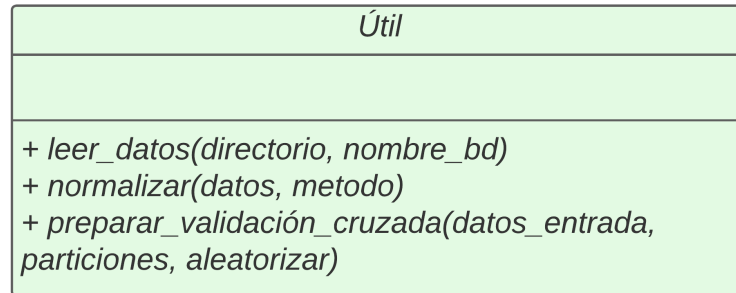 Útil
+ leer_datos(directorio, nombre_bd)
+ normalizar(datos, metodo)
+ preparar_validación_cruzada(datos_entrada,
particiones, aleatorizar)